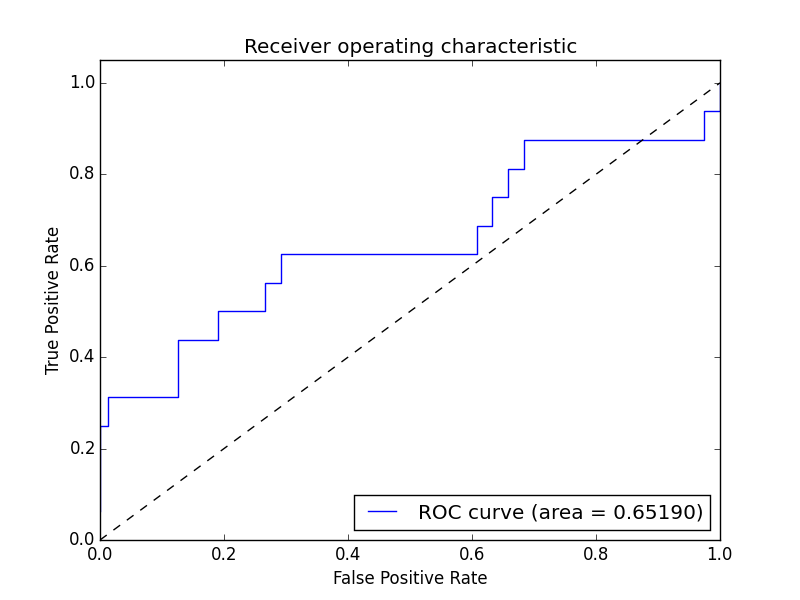 Receiver operating characteristic
True Positive Rate
1.0
0.8
0.6
0.4
0.2
0.0
ROC curve (area = 0.65190)
0.0 0.2 0.4 0.6 0.8 1.0
False Positive Rate